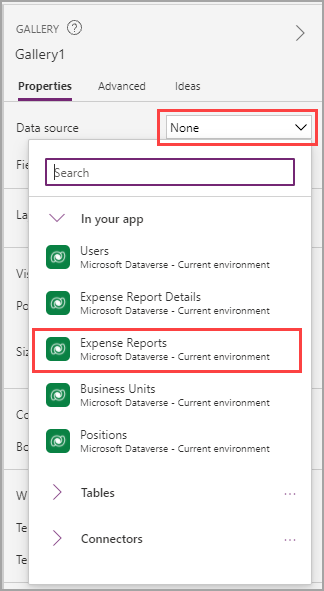 GALLERY
Gallery1
Properties Advanced Ideas
Data source None
Fie
Search
In your app
La
Users
Microsoft Dataverse - Current environment
Vis
Expense Report Details
Po
Microsoft Dataverse - Current environment
Siz
Expense Reports
Microsoft Dataverse - Current environment
Business Units
Microsoft Dataverse - Current environment
Co
Positions
Bo
Microsoft Dataverse - Current environment
W
Tables
Te
Connectors
Te